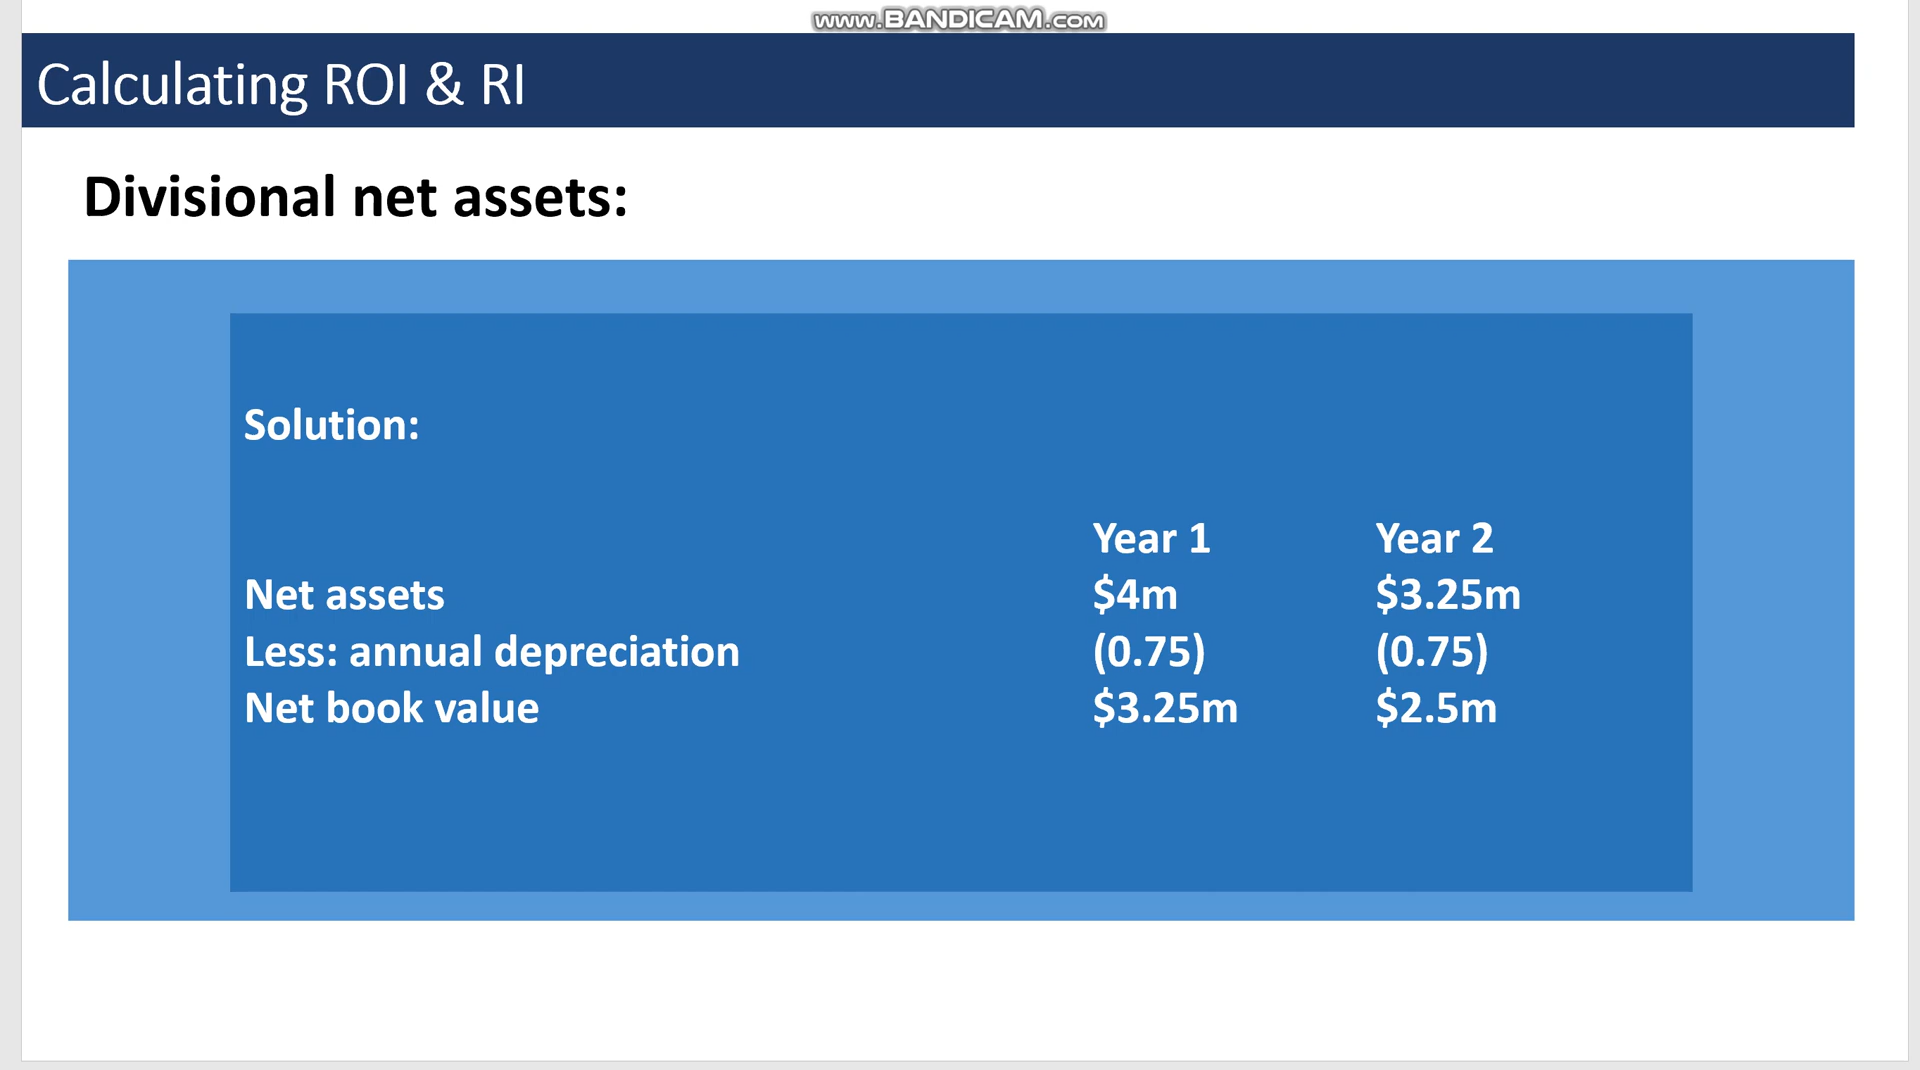 www.BANDICAM.com
Calculating ROI & RI
Divisional net assets:
Solution:
Year 1 Year 2
Net assets $4m $3.25m
Less: annual depreciation (0.75) (0.75)
Net book value $3.25m $2.5m